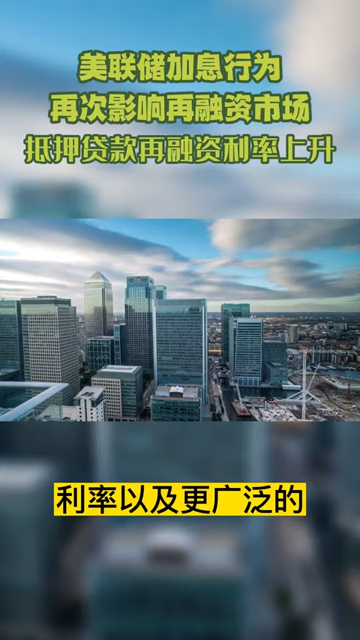 美联储加息行为
再次影响再融资市场
抵押贷款再融资利率上升
利率以及更广泛的